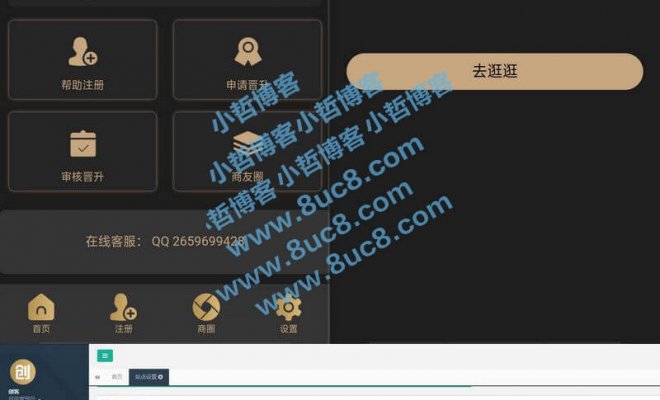 帮助注册
申请晋升
去逛逛
审核晋升
商友圈
在线客服： QQ 2659699428
首页
注册
商圈
设置
小哲博客
小哲博客小哲博客
小哲博客 小哲博客 小哲博客
www.8uc8.com
www.8uc8.com
www.8uc8.com
创
创客
首页
站点设置